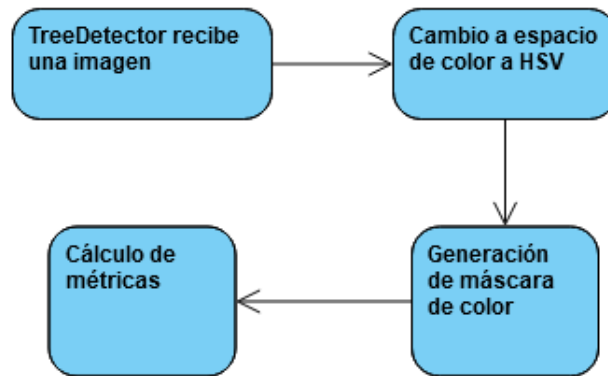 TreeDetector recibe
una imagen
Cambio a espacio
de color a HSV
Generación
de máscara
de color
Cálculo de
métricas